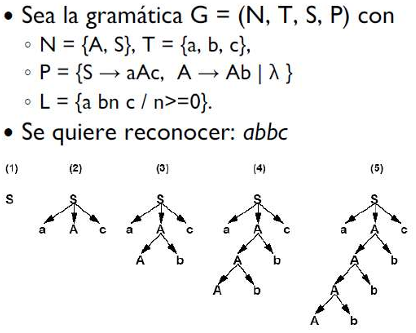 • Sea la gramática G = (N, T, S, P) con
◦ N = {A, S}, T = {a, b, c},
◦ P = {S → aAc, A → Ab | λ }
◦ L = {a bn c / n>=0}.
• Se quiere reconocer: abbc
(1) (2) (3) (4) (5)
S S S S S
a A c a A c a A c a A c
A b A b A b
A b A b
A b